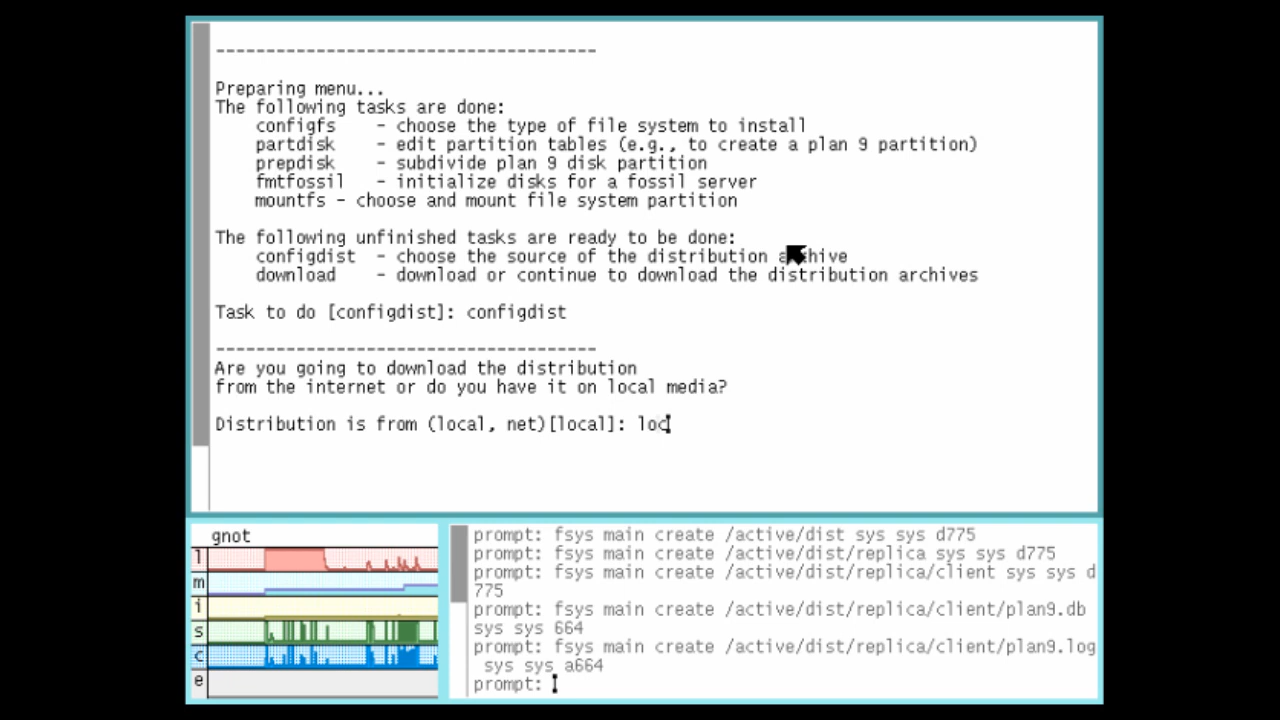 -------------------------------------
Preparing menu...
The following tasks are done:
configfs    - choose the type of file system to install
partdisk    - edit partition tables (e.g., to create a plan 9 partition)
prepdisk    - subdivide plan 9 disk partition
fmtfossil   - initialize disks for a fossil server
mountfs - choose and mount file system partition
The following unfinished tasks are ready to be done:
configdist  - choose the source of the distribution
download    - download or continue to download the distribution archives
Task to do [configdist]: configdist
-------------------------------------
Are you going to download the distribution
from the internet or do you have it on local media?
Distribution is from (local, net)[local]: loc
gnot
l
m
i
s
c
e
prompt: fsys main create /active/dist sys sys d775
prompt: fsys main create /active/dist/replica sys sys d775
prompt: fsys main create /active/dist/replica/client sys sys d
775
prompt: fsys main create /active/dist/replica/client/plan9.db
sys sys 664
prompt: fsys main create /active/dist/replica/client/plan9.log
sys sys a664
prompt: